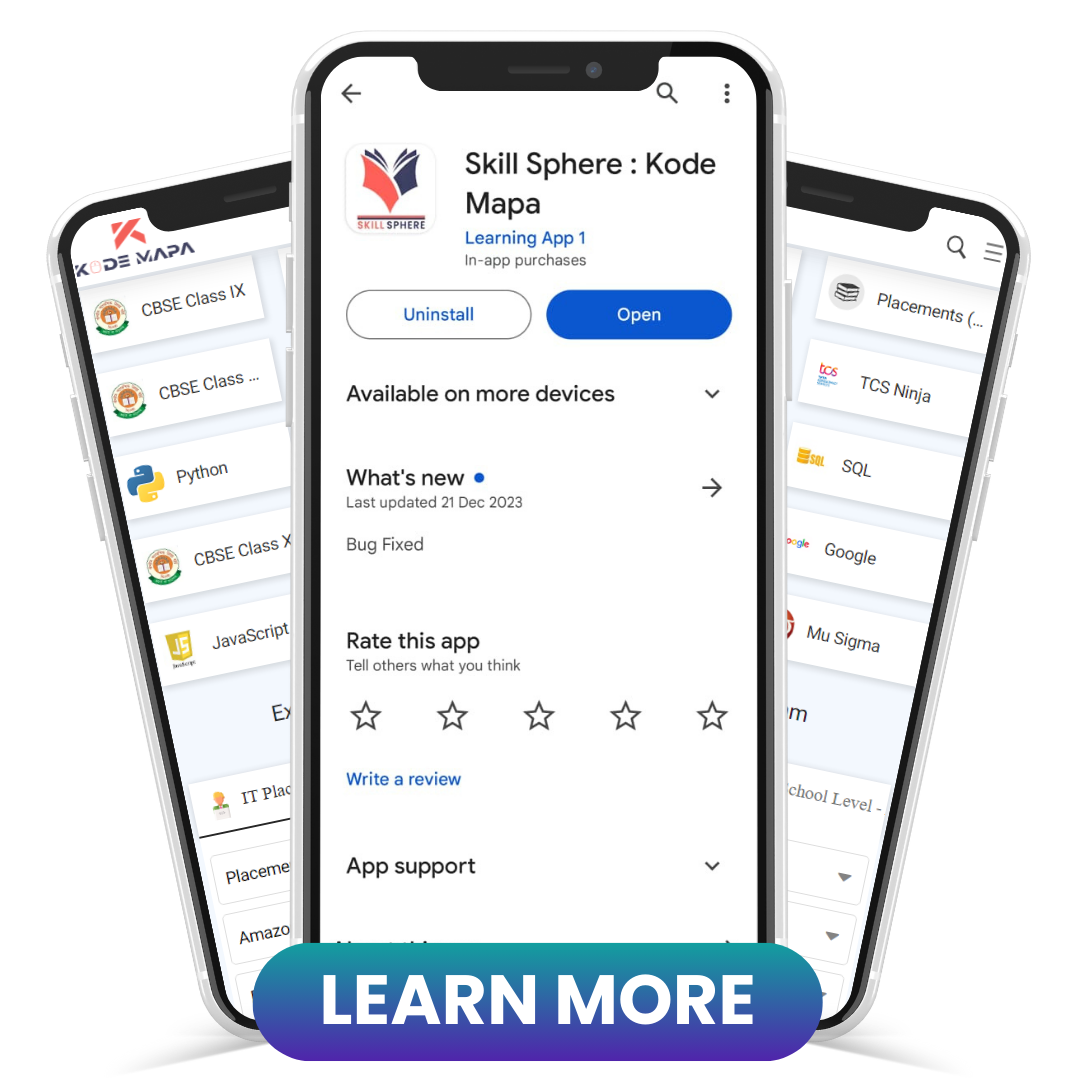 Skill Sphere : Kode
Mapa
Learning App 1
In-app purchases
SKILL SPHERE
Uninstall
Open
Available on more devices
What's new
Last updated 21 Dec 2023
Bug Fixed
Rate this app
Tell others what you think
Write a review
App support
KODE MAPA
CBSE Class IX
CBSE Class ...
Python
CBSE Class X
JavaScript
IT Plac
Placeme
Amazo
Placements (...
tcs
TCS Ninja
SQL
SQL
Google
Mu Sigma
chool Level -
LEARN MORE